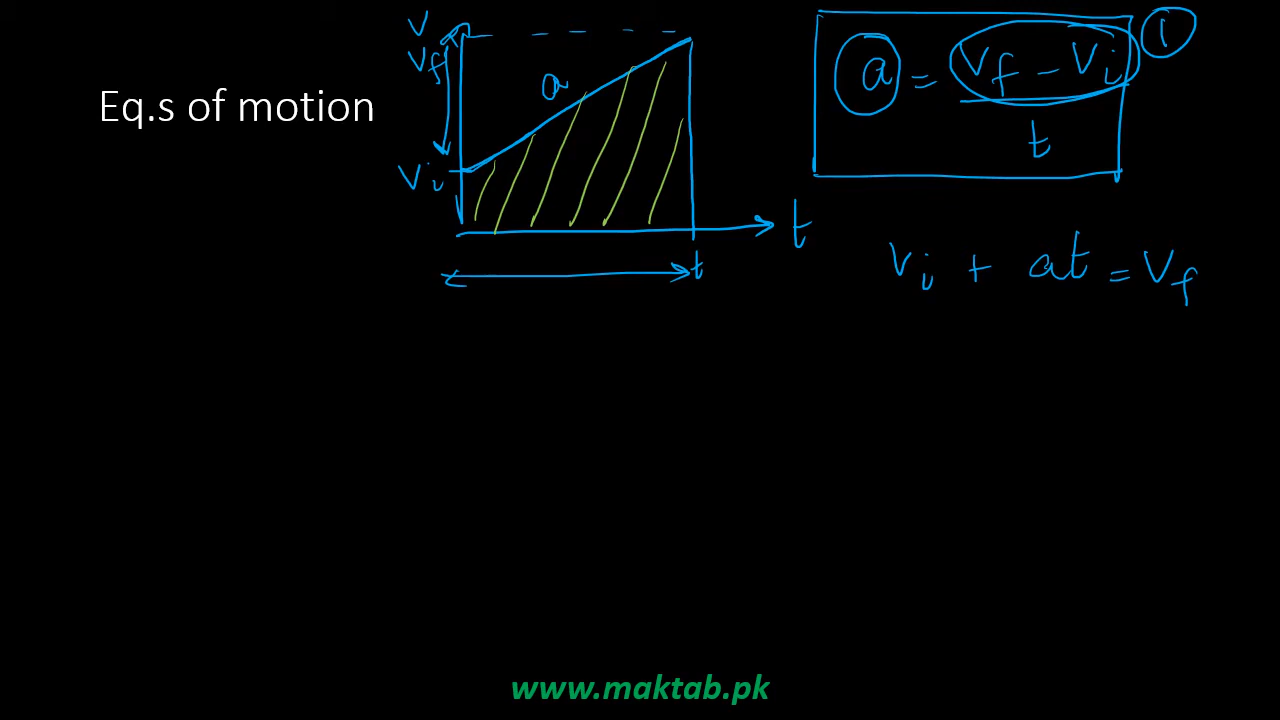 Eq.s of motion
v
vf
vi
a
t
t
a = vf - vi
t
1
vi + at = vf
www.maktab.pk